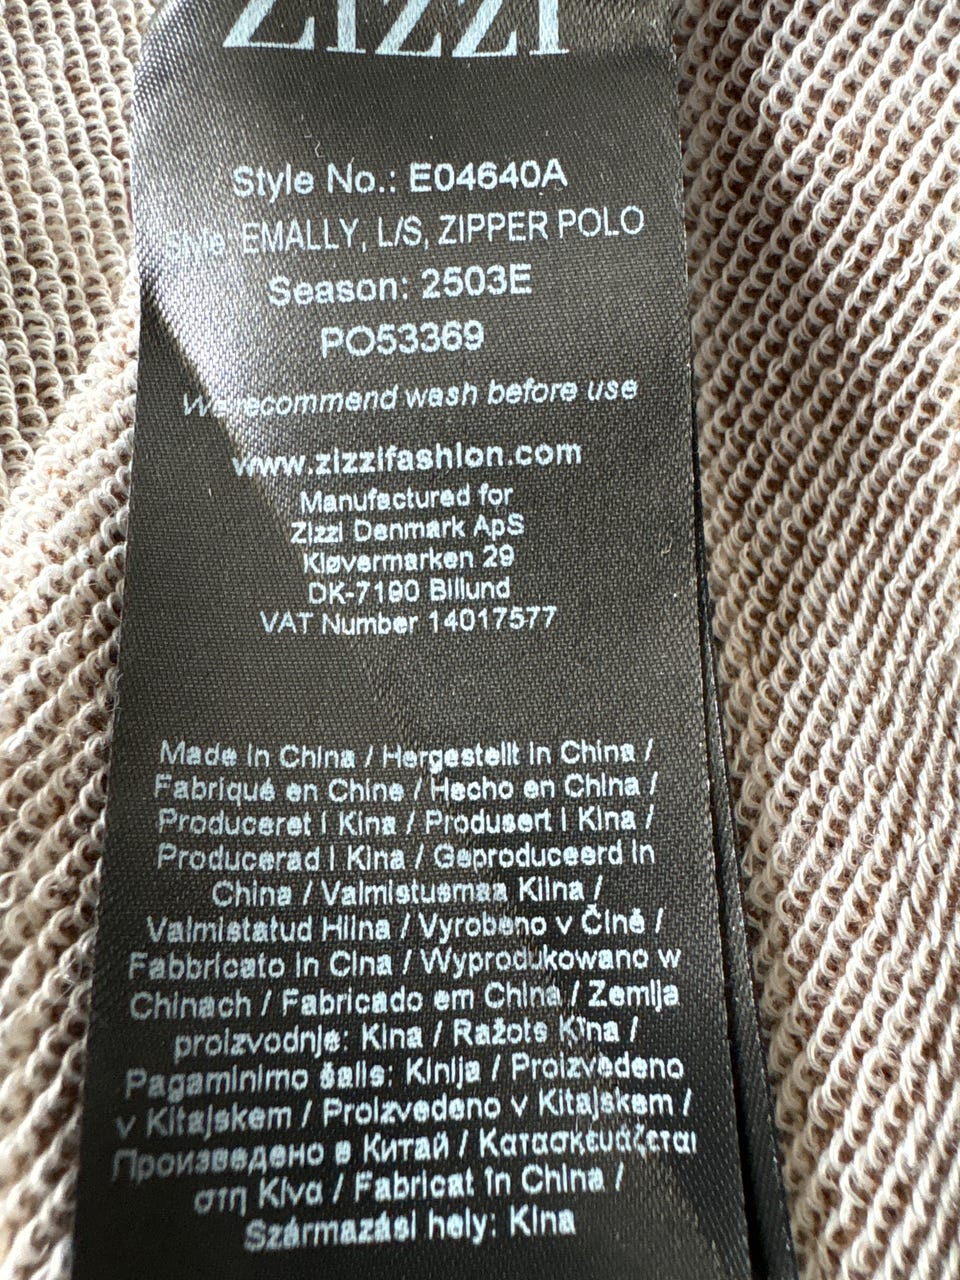 ZIZZI
Style No.: E04640A
Style: EMALLY, L/S, ZIPPER POLO
Season: 2503E
PO53369
We recommend wash before use
www.zizzifashion.com
Manufactured for
Zizzi Denmark ApS
Kløvermarken 29
DK-7190 Billund
VAT Number 14017577
Made in China / Hergestellt in China /
Fabriqué en Chine / Hecho en China /
Produceret i Kina / Produsert i Kina /
Producerad i Kina / Geproduceerd in
China / Valmistusmaa Kiina /
Valmistatud Hiina / Vyrobeno v Číně /
Fabbricato in Cina / Wyprodukowano w
Chinach / Fabricado em China / Zemlja
proizvodnje: Kina / Ražots Ķīna /
Pagaminimo šalis: Kinija / Proizvedeno
v Kitajskem / Proizvedeno v Kitajskem /
Произведено в Китай / Κατασκευάζεται
στη Κίνα / Fabricat în China /
Származási hely: Kína